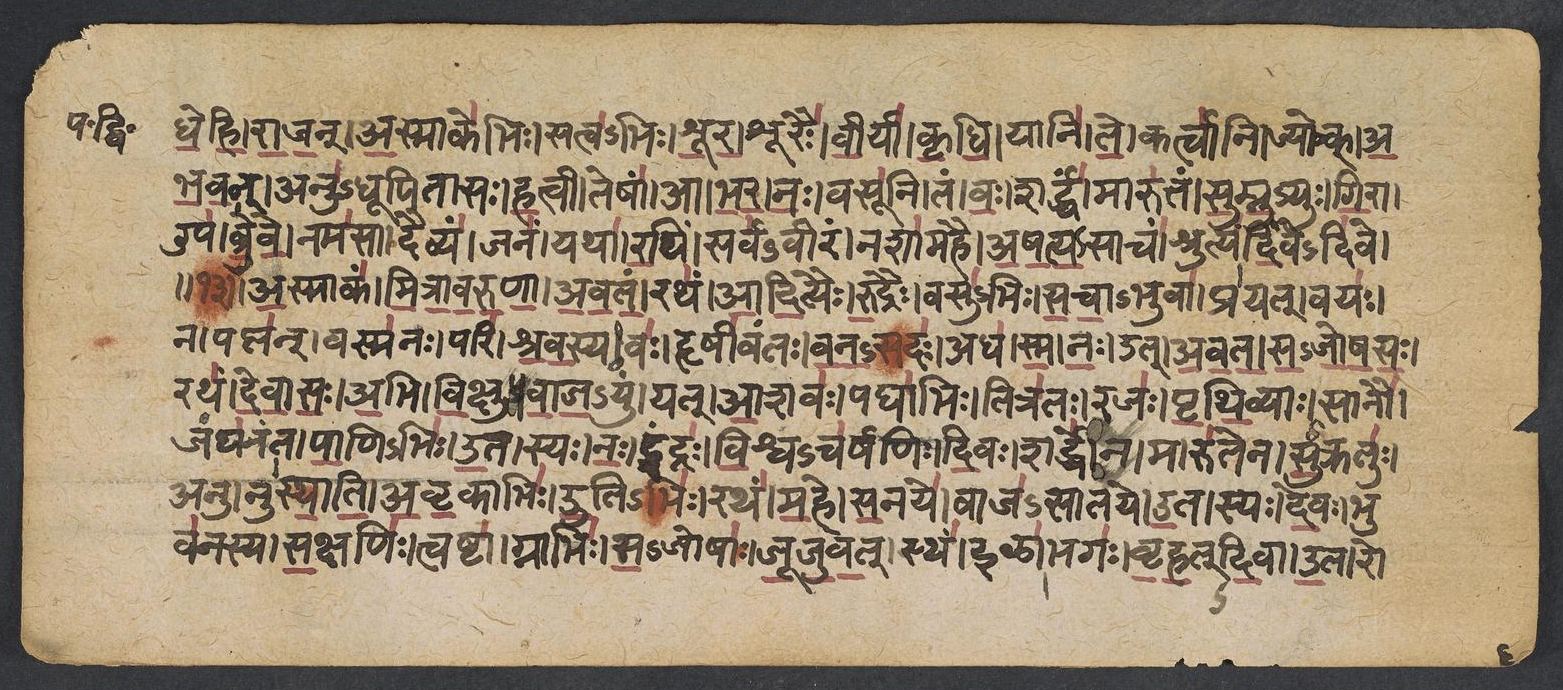 प॰द्वि॰
धेहि।राजन्।अस्माकेभिः।सत्वऽभिः।शूर।शूरैः।वीर्या।कृधि।यानि।ते।कर्त्वानि।ज्योक्।अ
भूवन्।अनुऽधूपितासः।हत्वी।तेषां।आ।भर।नः।वसूनि।तं।वः।शर्द्धं।मारुतं।सुम्नऽयुः।गिरा।
उप।ब्रुवे।नमसा।दैव्यं।जनं।यथा।रयिं।सर्वऽवीरं।नशामहै।अपत्यऽसाचं।श्रुत्यं।दिवेऽदिवे।
॥१३॥अस्माकं।मित्रावरुणा।अवतं।रथं।आदित्यैः।रुद्रैः।वसुऽभिः।सचाऽभुवा।प्र।यत्।वयः।
न।पप्तन्।वस्मनः।परि।श्रवस्यवः।हृषीवंतः।वनऽसदः।अध।स्म।नः।उत्।अवत।सऽजोषसः।
रथं।देवासः।अभि।विक्षु।वाजऽयुं।यत्।आशवः।पद्याभिः।तित्रतः।रजः।पृथिव्याः।सानौ।
जंघनंत।पाणिऽभिः।उत।स्यः।नः।इंद्रः।विश्वऽचर्षणिः।दिवः।शर्द्धेन।मारुतेन।सुक्रतुः।
अनु।नु।स्थाति।अवृकाभिः।ऊतिऽभिः।रथं।महे।सनये।वाजऽसातये।उत।स्यः।देवः।भु
वनस्य।सक्षणिः।त्वष्टा।ग्नाभिः।सऽजोषाः।जूजुवत्।रथं।इळा।भगः।बृहत्ऽदिवा।उत।रो
६